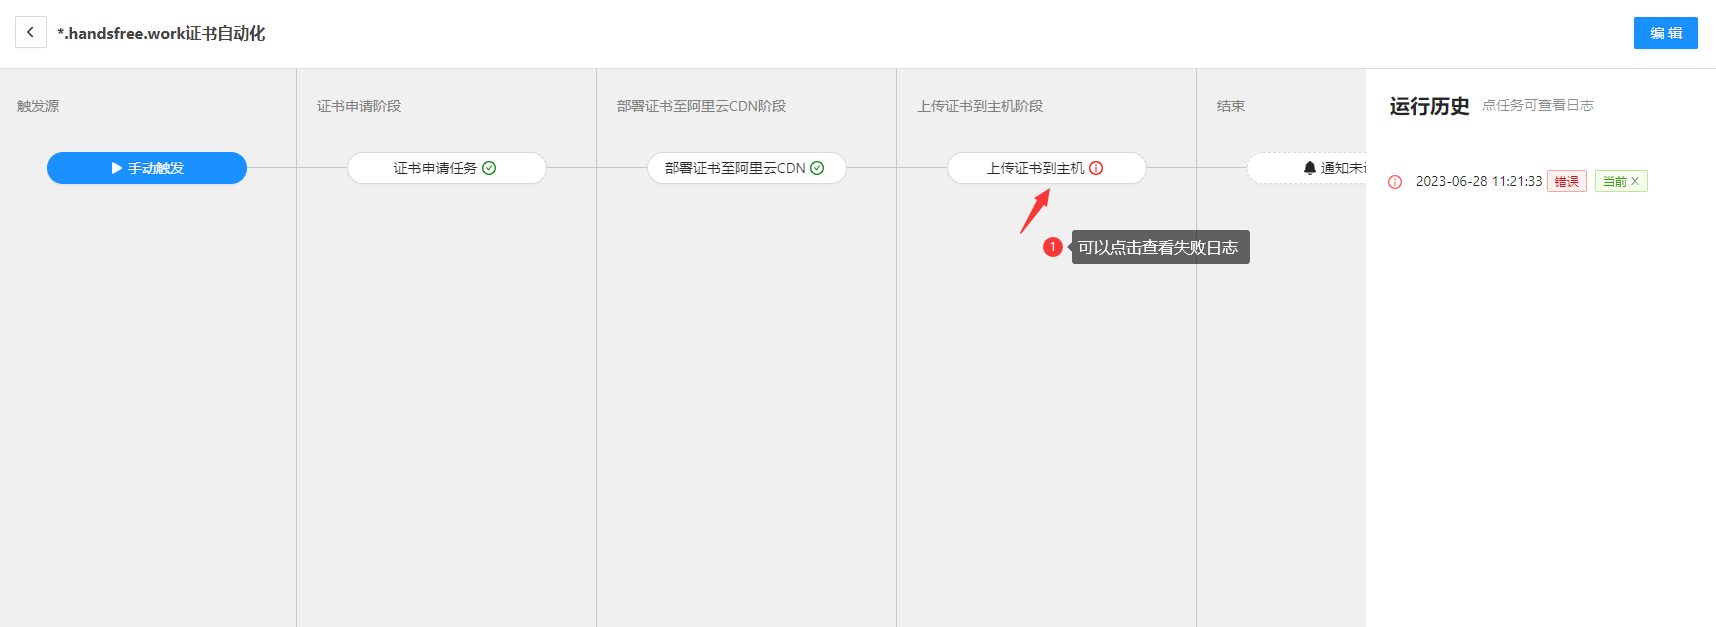 *.handsfree.work证书自动化
编 辑
触发源
证书申请阶段
部署证书至阿里云CDN阶段
上传证书到主机阶段
结束
手动触发
证书申请任务
部署证书至阿里云CDN
上传证书到主机
通知未
1
可以点击查看失败日志
运行历史 点任务可查看日志
2023-06-28 11:21:33 错误 当前 X